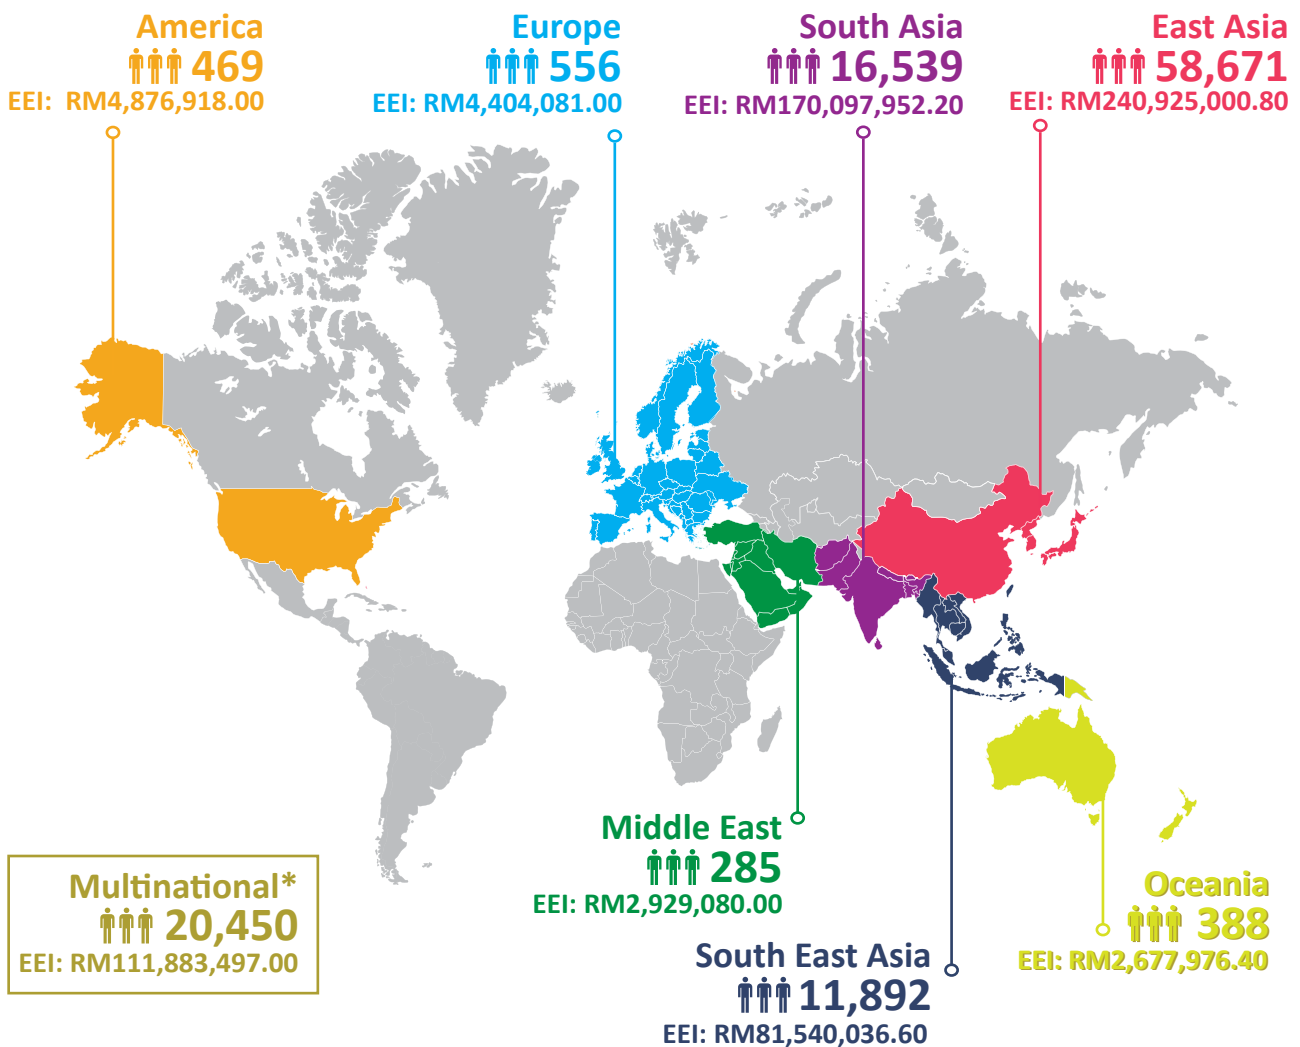 America
469
EEI: RM4,876,918.00
Europe
556
EEI: RM4,404,081.00
South Asia
16,539
EEI: RM170,097,952.20
East Asia
58,671
EEI: RM240,925,000.80
Middle East
285
EEI: RM2,929,080.00
Multinational*
20,450
EEI: RM111,883,497.00
Oceania
388
EEI: RM2,677,976.40
South East Asia
11,892
EEI: RM81,540,036.60